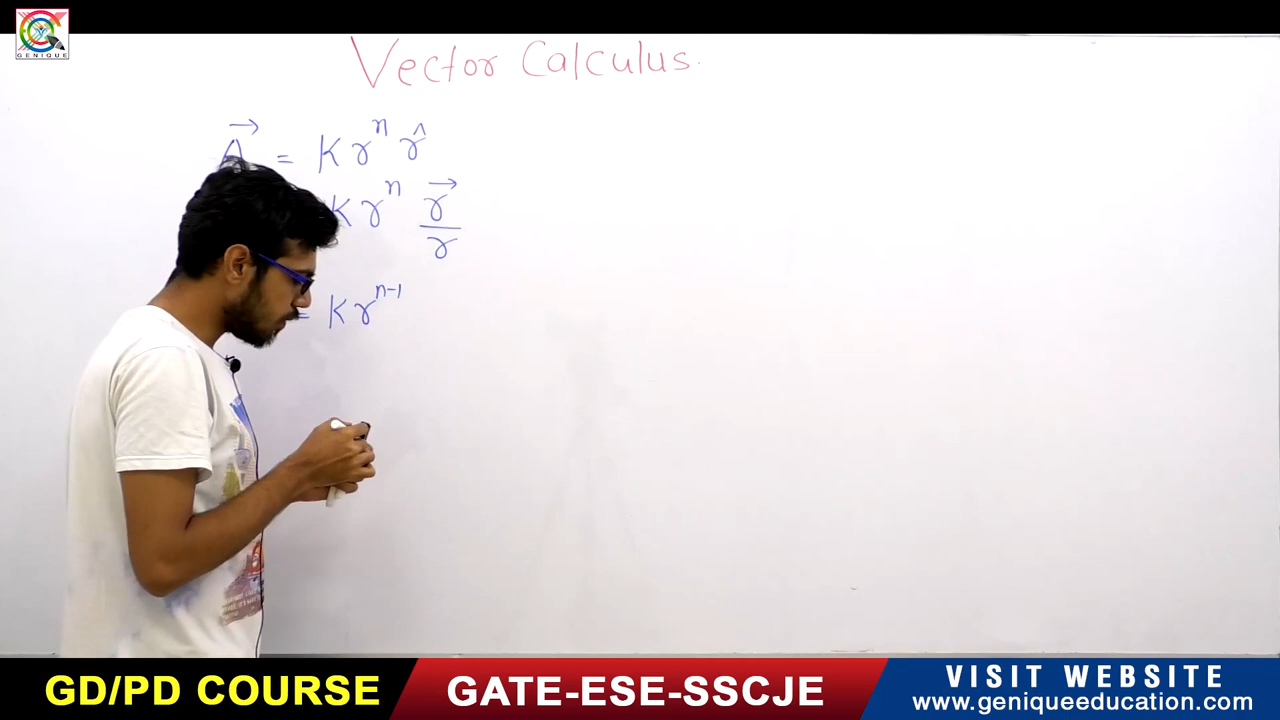 GENIQUE
Vector Calculus.
A⃗ = K r^n r̂
K r^n r⃗/r
= K r^(n-1)
GD/PD COURSE
GATE-ESE-SSCJE
VISIT WEBSITE
www.geniqueeducation.com